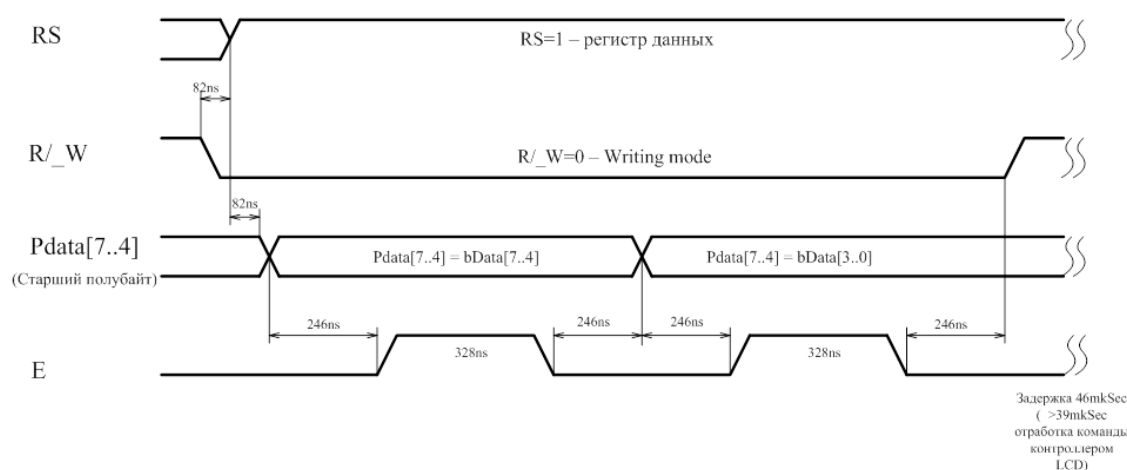 RS
RS=1 – регистр данных
82ns
R/_W
R/_W=0 – Writing mode
82ns
Pdata[7..4]
(Старший полубайт)
Pdata[7..4] = bData[7..4]
Pdata[7..4] = bData[3..0]
246ns
246ns
246ns
246ns
E
328ns
328ns
Задержка 46mkSec
( >39mkSec
отработка команды
контроллером
LCD)